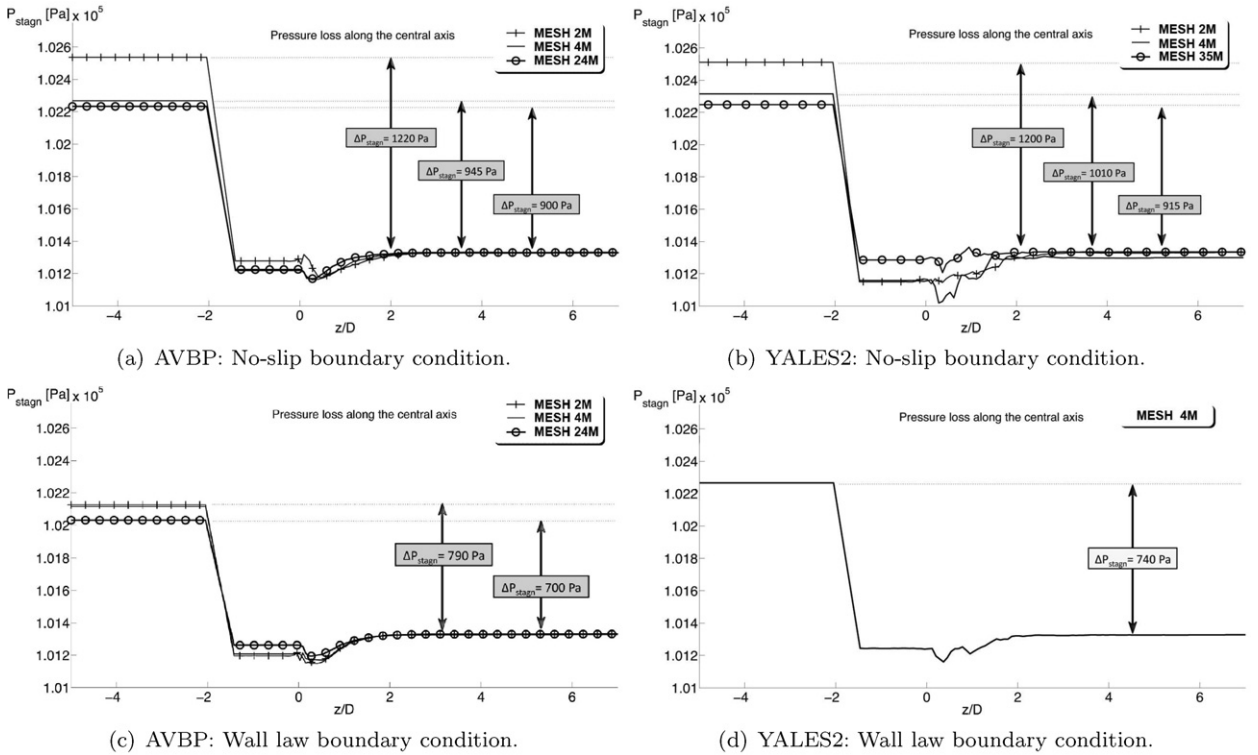 P_stagn [Pa] x 10^5
Pressure loss along the central axis
MESH 2M
MESH 4M
MESH 24M
1.026
1.024
1.022
1.02
1.018
1.016
1.014
1.012
1.01
ΔP_stagn= 1220 Pa
ΔP_stagn= 945 Pa
ΔP_stagn= 900 Pa
−4
−2
0
2
4
6
z/D
(a) AVBP: No-slip boundary condition.
P_stagn [Pa] x 10^5
Pressure loss along the central axis
MESH 2M
MESH 4M
MESH 35M
1.026
1.024
1.022
1.02
1.018
1.016
1.014
1.012
1.01
ΔP_stagn= 1200 Pa
ΔP_stagn= 1010 Pa
ΔP_stagn= 915 Pa
−4
−2
0
2
4
6
z/D
(b) YALES2: No-slip boundary condition.
P_stagn [Pa] x 10^5
Pressure loss along the central axis
MESH 2M
MESH 4M
MESH 24M
1.026
1.024
1.022
1.02
1.018
1.016
1.014
1.012
1.01
ΔP_stagn= 790 Pa
ΔP_stagn= 700 Pa
−4
−2
0
2
4
6
z/D
(c) AVBP: Wall law boundary condition.
P_stagn [Pa] x 10^5
Pressure loss along the central axis
MESH 4M
1.026
1.024
1.022
1.02
1.018
1.016
1.014
1.012
1.01
ΔP_stagn= 740 Pa
−4
−2
0
2
4
6
z/D
(d) YALES2: Wall law boundary condition.